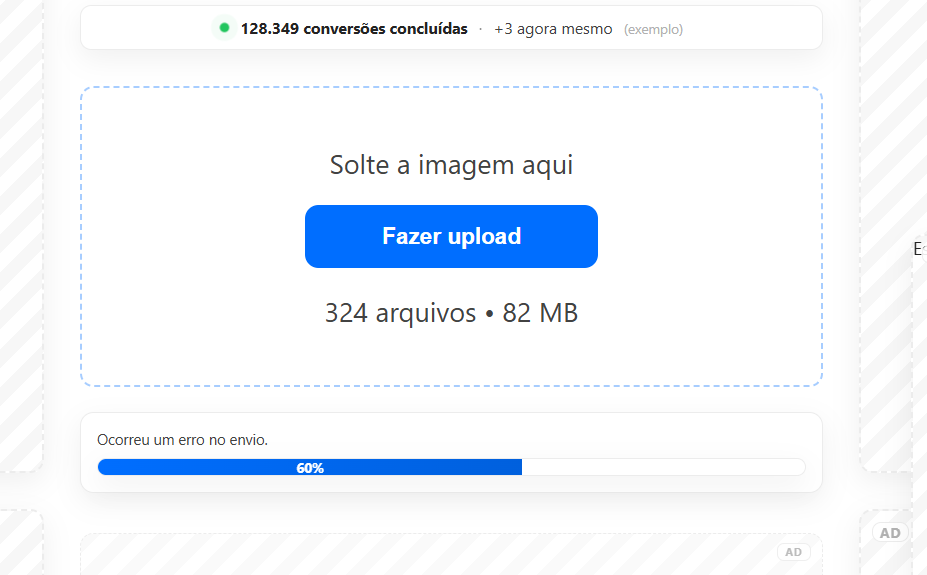 128.349 conversões concluídas · +3 agora mesmo (exemplo)
Solte a imagem aqui
Fazer upload
324 arquivos • 82 MB
Ocorreu um erro no envio.
60%
AD
AD